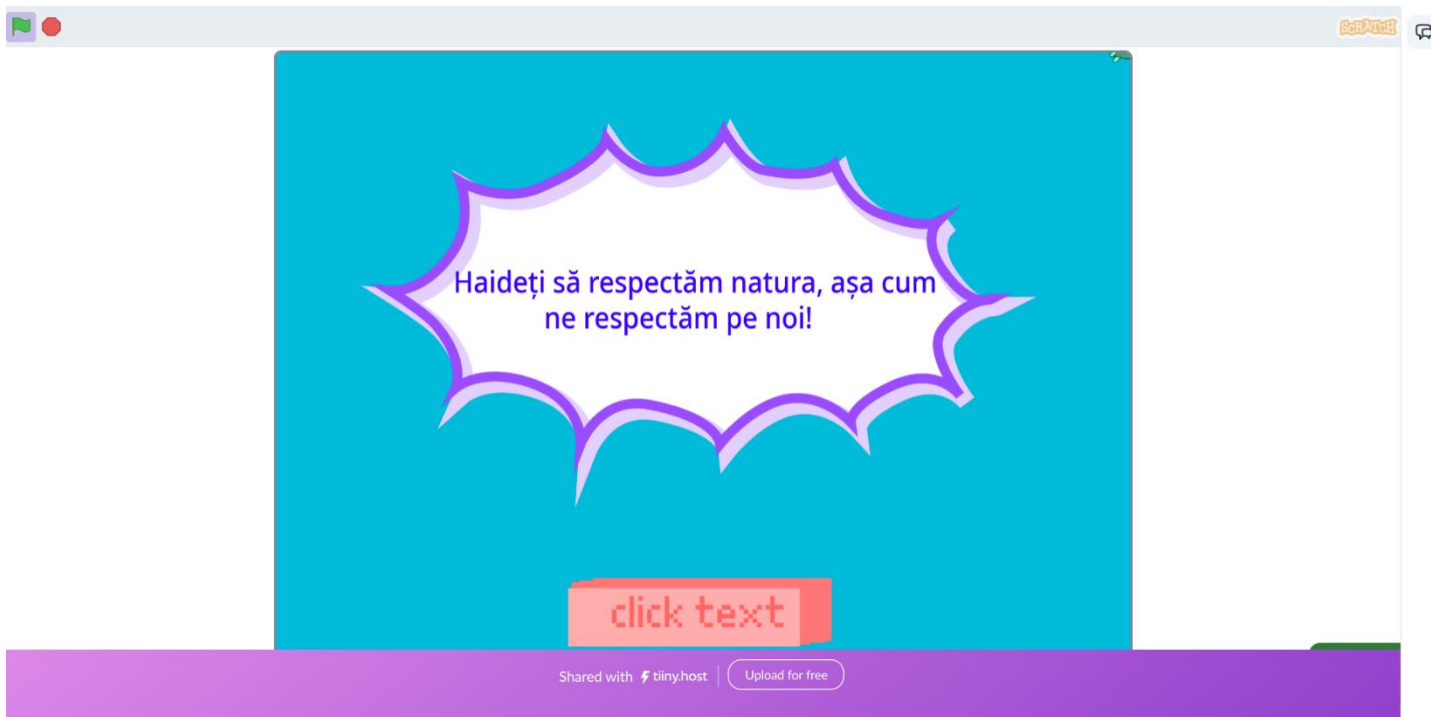 SCRATCH
Haideți să respectăm natura, așa cum
ne respectăm pe noi!
click text
Shared with tiiny.host
Upload for free